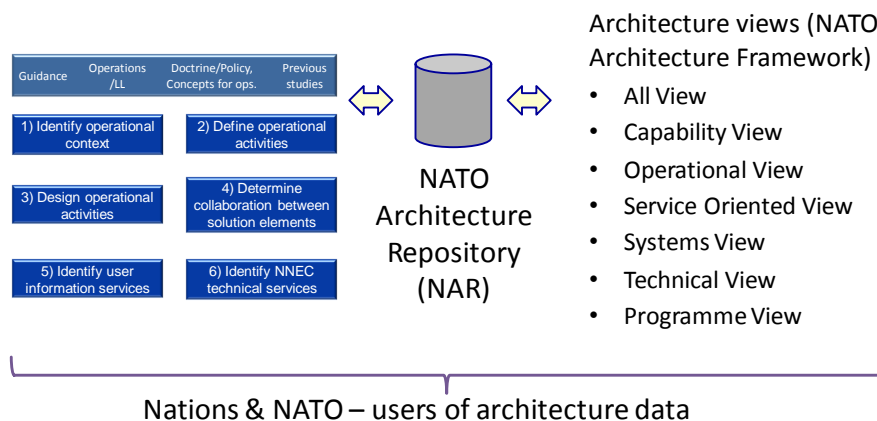 Guidance
Operations
/LL
Doctrine/Policy,
Concepts for ops.
Previous
studies
1) Identify operational
context
2) Define operational
activities
3) Design operational
activities
4) Determine
collaboration between
solution elements
5) Identify user
information services
6) Identify NNEC
technical services
NATO
Architecture
Repository
(NAR)
Architecture views (NATO
Architecture Framework)
• All View
• Capability View
• Operational View
• Service Oriented View
• Systems View
• Technical View
• Programme View
Nations & NATO – users of architecture data